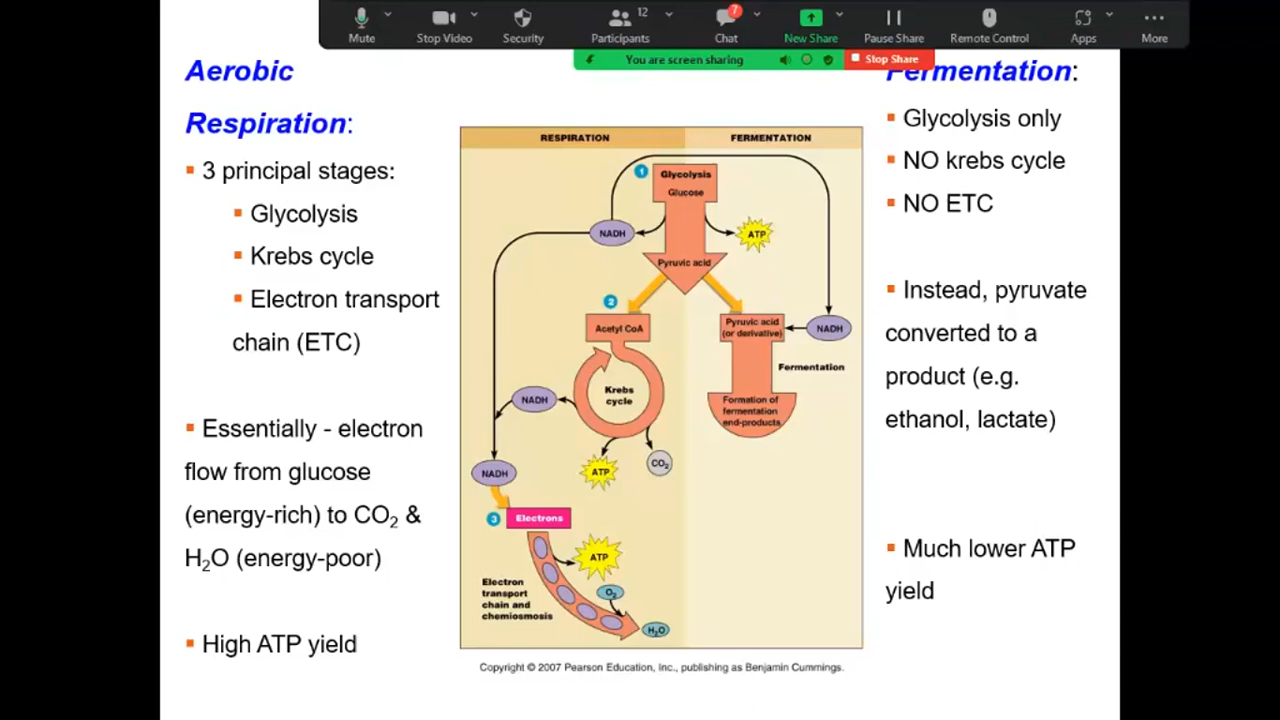 Mute
Stop Video
Security
12
Participants
7
Chat
New Share
Pause Share
Remote Control
Apps
More
You are screen sharing
Stop Share
Aerobic
Respiration:
3 principal stages:
Glycolysis
Krebs cycle
Electron transport
chain (ETC)
Essentially - electron
flow from glucose
(energy-rich) to CO₂ &
H₂O (energy-poor)
High ATP yield
RESPIRATION
FERMENTATION
1
Glycolysis
Glucose
NADH
ATP
Pyruvic acid
2
Acetyl CoA
Pyruvic acid
(or derivative)
NADH
Fermentation
Krebs
cycle
NADH
Formation of
fermentation
end-products
ATP
CO₂
NADH
3
Electrons
ATP
Electron
transport
chain and
chemiosmosis
O₂
H₂O
Copyright © 2007 Pearson Education, Inc., publishing as Benjamin Cummings.
Fermentation:
Glycolysis only
NO krebs cycle
NO ETC
Instead, pyruvate
converted to a
product (e.g.
ethanol, lactate)
Much lower ATP
yield